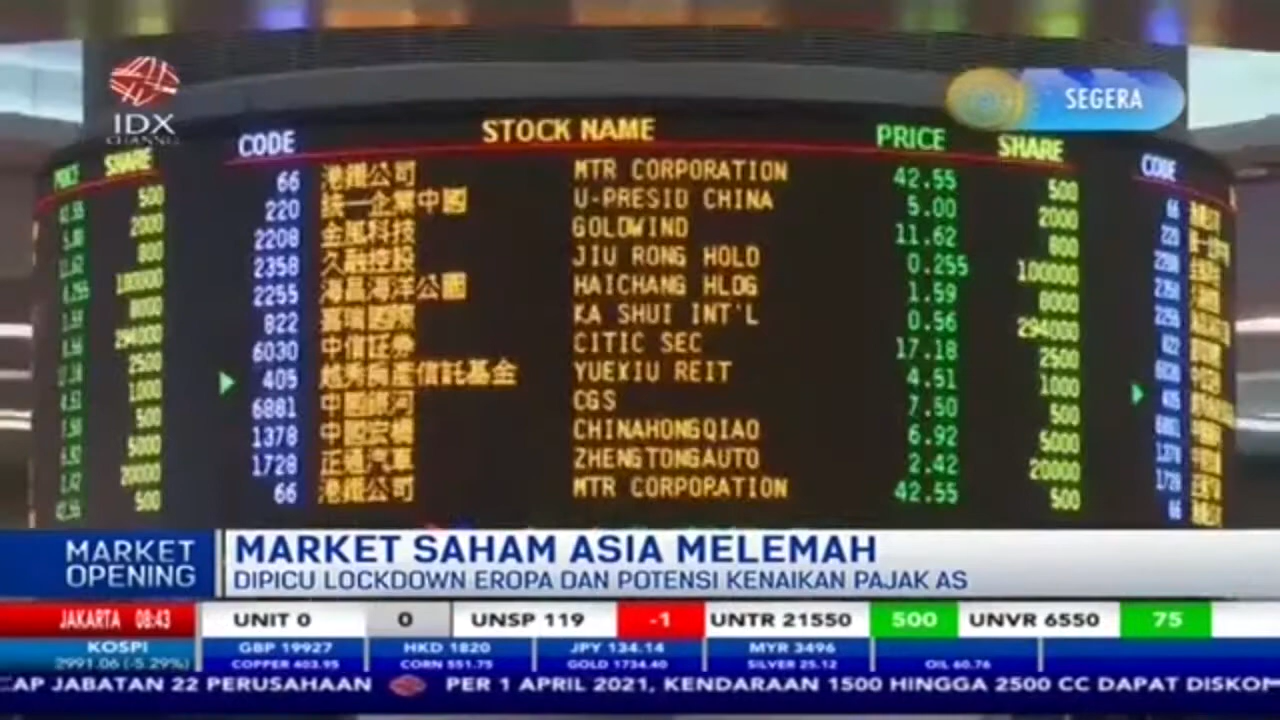 IDX
CHANNEL
SEGERA
PRICE SHARE
CODE STOCK NAME PRICE SHARE
CODE
66 港鐵公司 MTR CORPORATION 42.55 500
220 統一企業中國 U-PRESID CHINA 5.00 2000
2208 金風科技 GOLDWIND 11.62 800
2358 久融控股 JIU RONG HOLD 0.255 100000
2255 海昌海洋公園 HAICHANG HLDG 1.59 8000
822 嘉瑞國際 KA SHUI INT'L 0.56 294000
6030 中信証券 CITIC SEC 17.18 2500
405 越秀房產信託基金 YUEXIU REIT 4.51 1000
6881 中國銀河 CGS 7.50 500
1378 中國宏橋 CHINAHONGQIAO 6.92 5000
1728 正通汽車 ZHENGTONGAUTO 2.42 20000
66 港鐵公司 MTR CORPORATION 42.55 500
MARKET OPENING
MARKET SAHAM ASIA MELEMAH
DIPICU LOCKDOWN EROPA DAN POTENSI KENAIKAN PAJAK AS
JAKARTA 08:43 UNIT 0 0 UNSP 119 -1 UNTR 21550 500 UNVR 6550 75
KOSPI GBP 19927 HKD 1820 JPY 134.14 MYR 3496
2991.06 (-5.29%) COPPER 403.95 CORN 551.75 GOLD 1734.40 SILVER 25.12 OIL 60.76
AP JABATAN 22 PERUSAHAAN PER 1 APRIL 2021, KENDARAAN 1500 HINGGA 2500 CC DAPAT DISKO